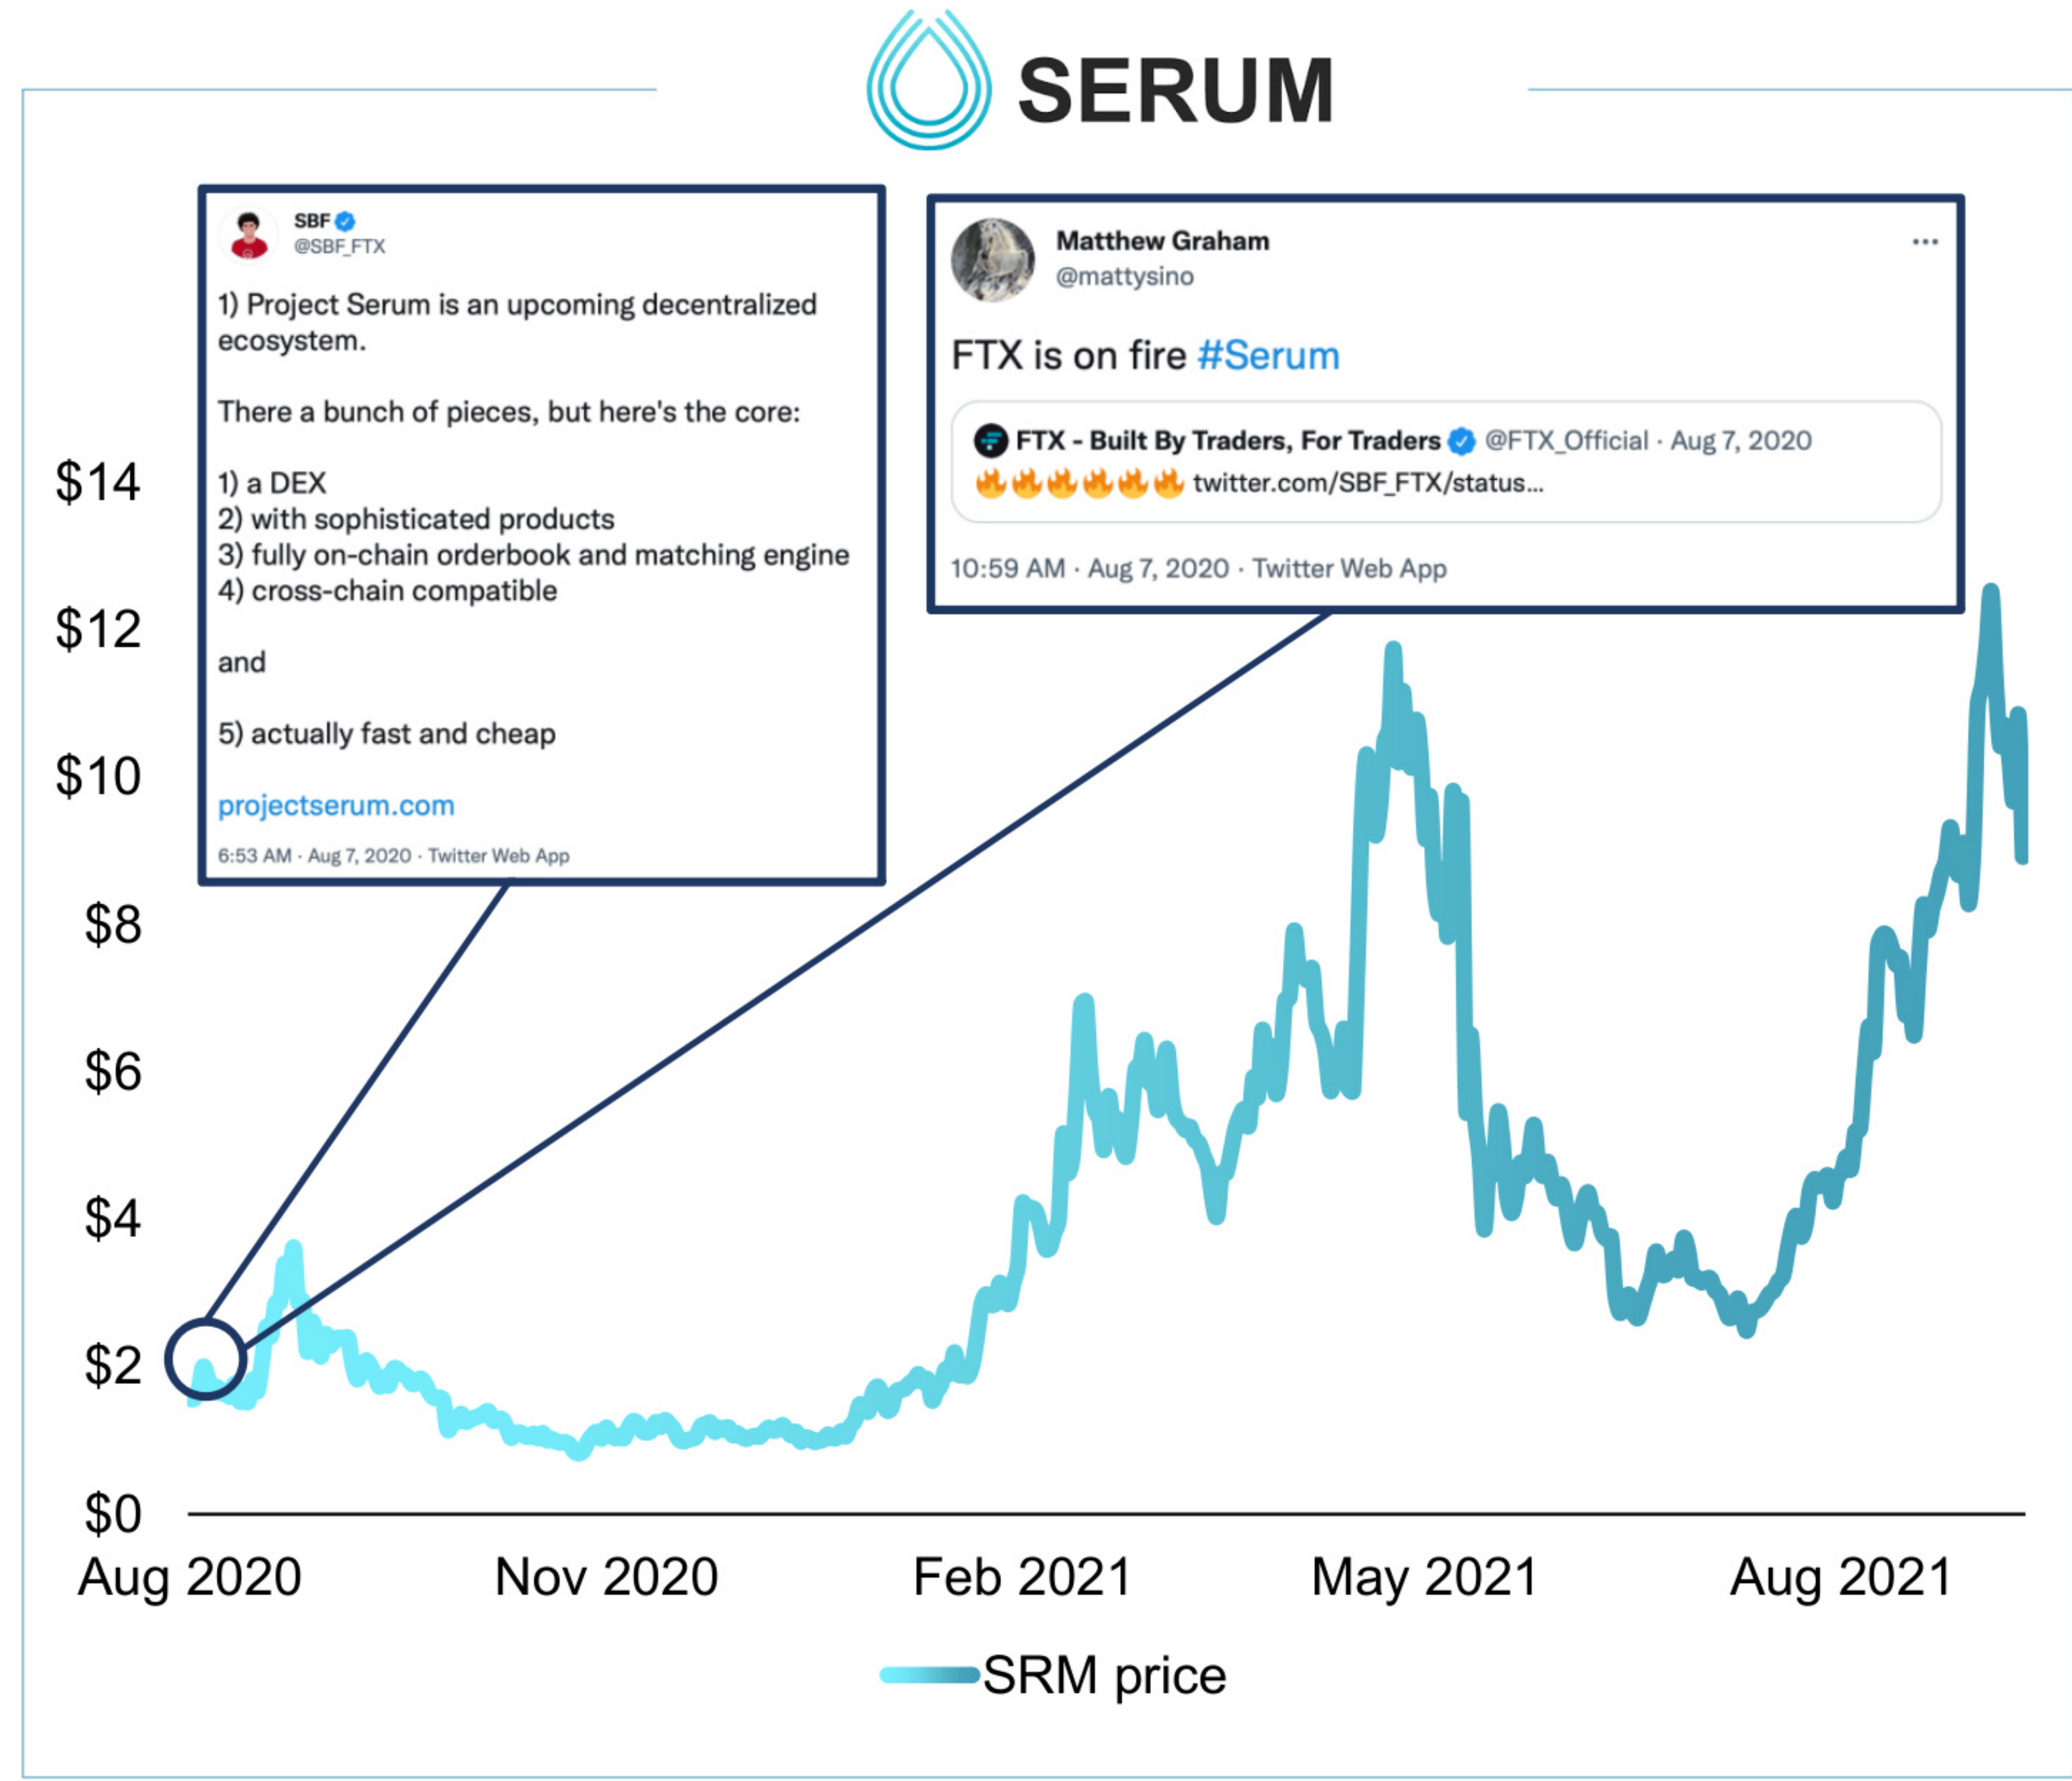 SERUM
SBF
@SBF_FTX
1) Project Serum is an upcoming decentralized
ecosystem.
There a bunch of pieces, but here's the core:
1) a DEX
2) with sophisticated products
3) fully on-chain orderbook and matching engine
4) cross-chain compatible
and
5) actually fast and cheap
projectserum.com
6:53 AM · Aug 7, 2020 · Twitter Web App
Matthew Graham
@mattysino
FTX is on fire #Serum
FTX - Built By Traders, For Traders @FTX_Official · Aug 7, 2020
🔥🔥🔥🔥🔥🔥 twitter.com/SBF_FTX/status...
10:59 AM · Aug 7, 2020 · Twitter Web App
$14
$12
$10
$8
$6
$4
$2
$0
Aug 2020 Nov 2020 Feb 2021 May 2021 Aug 2021
SRM price